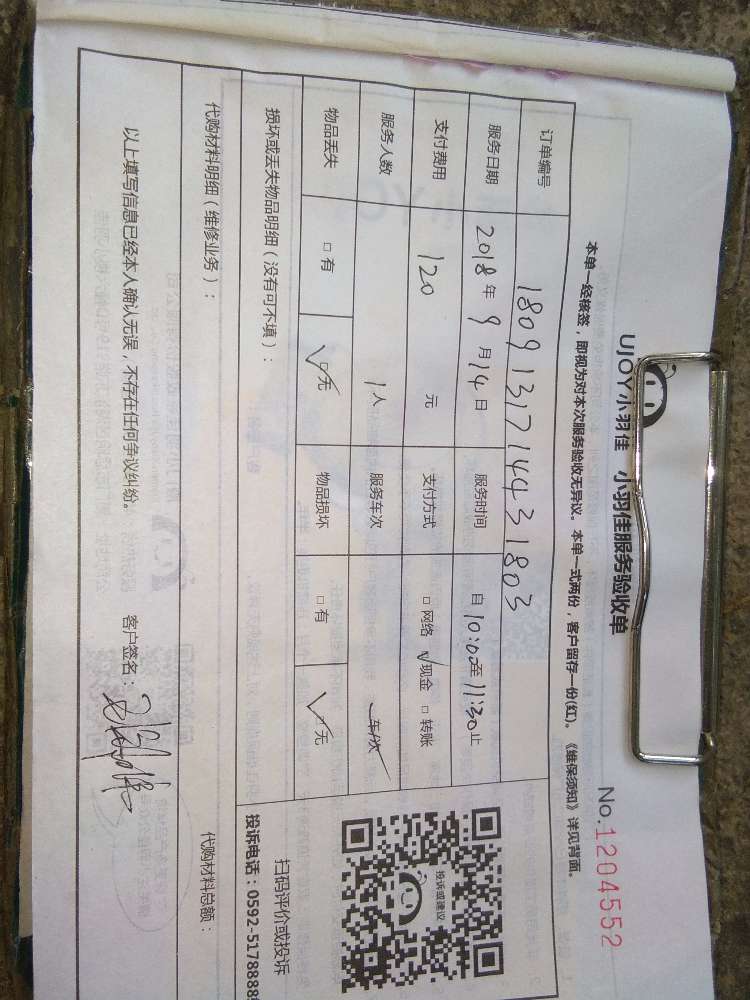 UJOY小羽佳 小羽佳服务验收单
No.1204552
本单一经核签，即视为对本次服务验收无异议。本单一式两份，客户留存一份(红)。《维保须知》详见背面。
订单编号 180913171443 1803
服务日期 2018年9月14日 服务时间 自10:00至11:30止
支付费用 120 元 支付方式 □网络 √现金 □转账
服务人数 1人 服务车次 车次
物品丢失 □有 √无 物品损坏 □有 √无
损坏或丢失物品明细（没有可不填）：
投诉或建议
扫码评价或投诉
投诉电话：0592-5178888
代购材料明细（维修业务）： 代购材料总额：
以上填写信息已经本人确认无误，不存在任何争议纠纷。 客户签名：